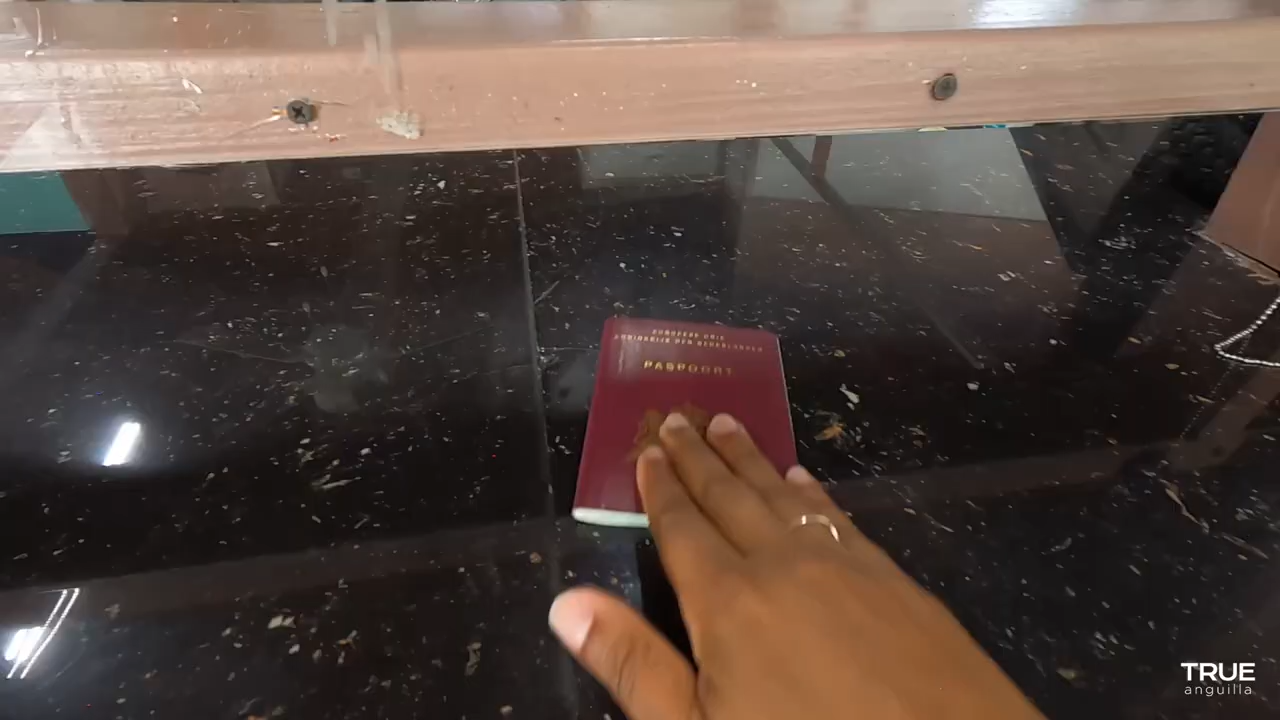 EUROPESE UNIE
KONINKRIJK DER NEDERLANDEN
PASPOORT
TRUE
anguilla